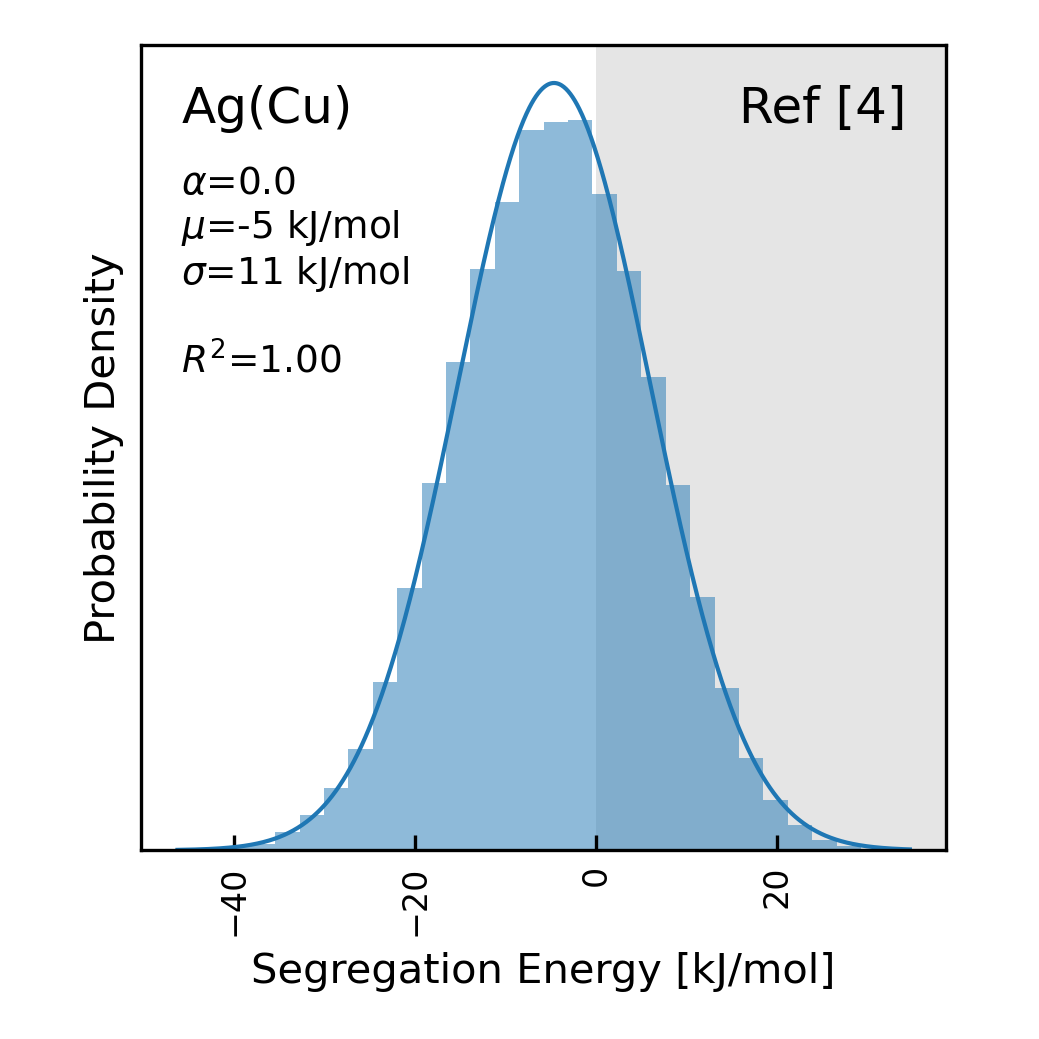 Ag(Cu)
Ref [4]
α=0.0
μ=-5 kJ/mol
σ=11 kJ/mol
R²=1.00
Probability Density
−40
−20
0
20
Segregation Energy [kJ/mol]